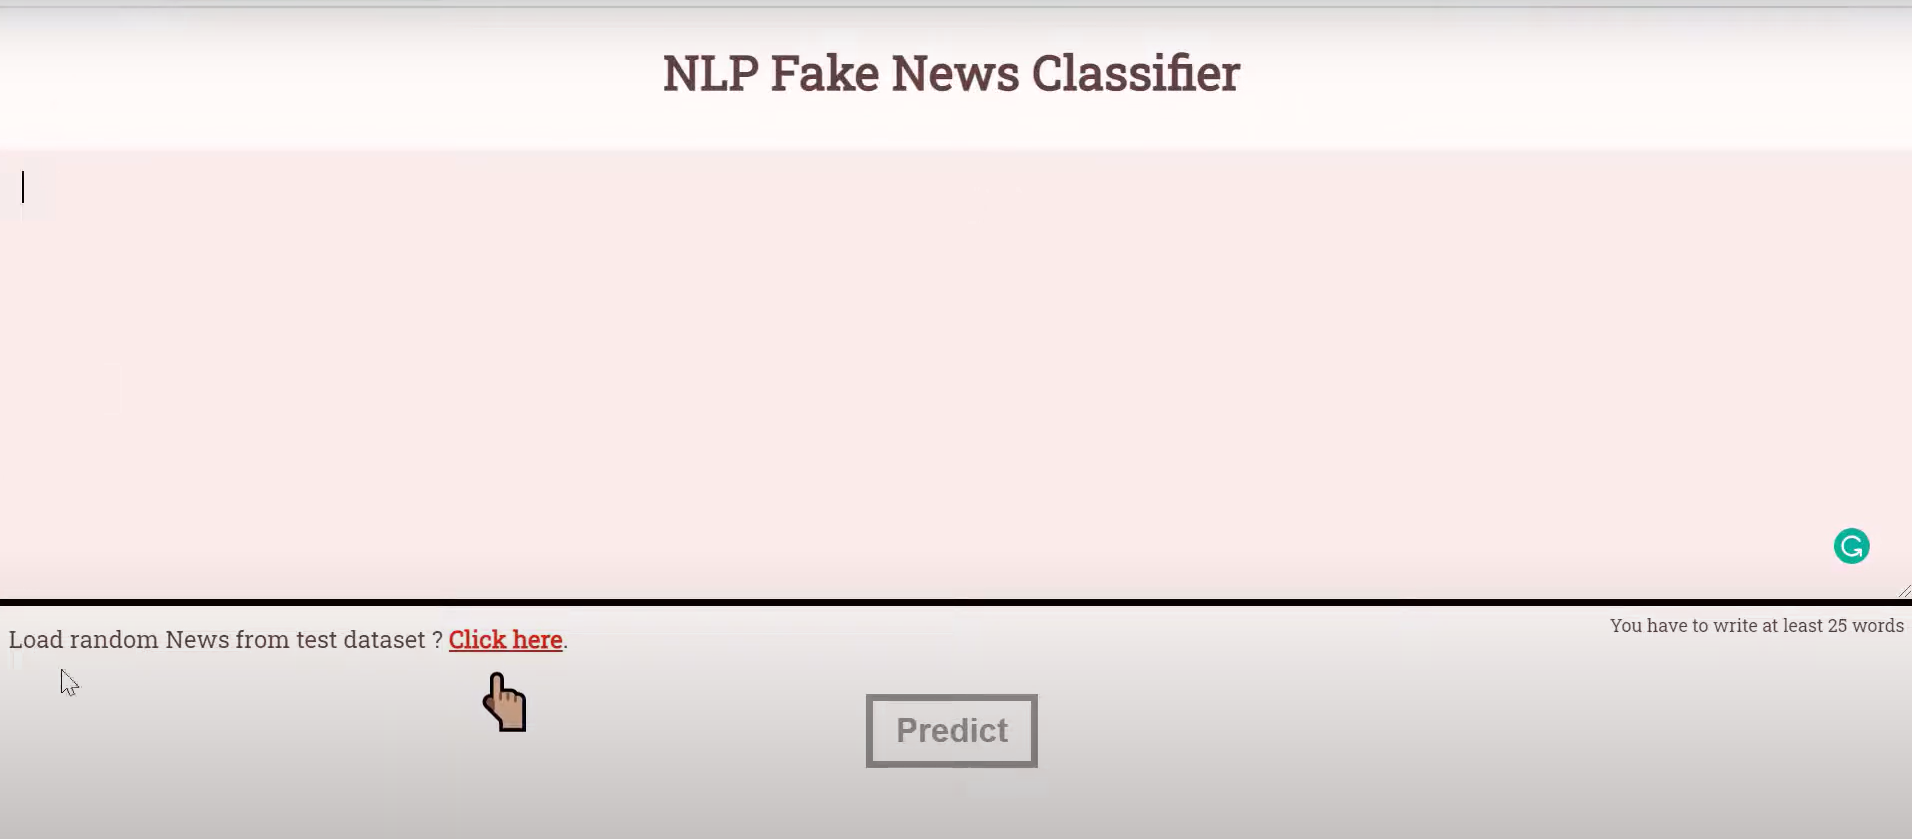 NLP Fake News Classifier
Load random News from test dataset ? Click here.
You have to write at least 25 words
Predict